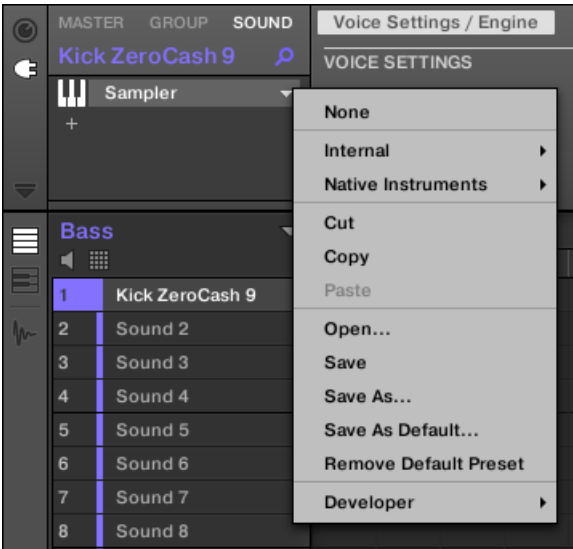 MASTER GROUP SOUND
Kick ZeroCash 9
Voice Settings / Engine
VOICE SETTINGS
Sampler
+
None
Internal
Native Instruments
Cut
Copy
Paste
Open...
Save
Save As...
Save As Default...
Remove Default Preset
Developer
Bass
1 Kick ZeroCash 9
2 Sound 2
3 Sound 3
4 Sound 4
5 Sound 5
6 Sound 6
7 Sound 7
8 Sound 8